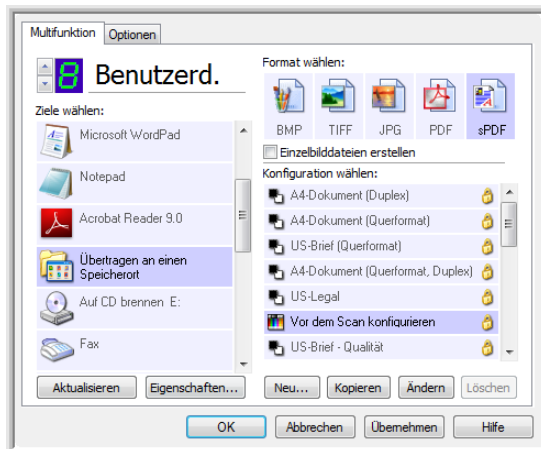 Multifunktion
Optionen
8 Benutzerd.
Ziele wählen:
Microsoft WordPad
Notepad
Acrobat Reader 9.0
Übertragen an einen
Speicherort
Auf CD brennen E:
Fax
Aktualisieren
Eigenschaften...
Format wählen:
BMP
TIFF
JPG
PDF
sPDF
Einzelbilddateien erstellen
Konfiguration wählen:
A4-Dokument (Duplex)
A4-Dokument (Querformat)
US-Brief (Querformat)
A4-Dokument (Querformat, Duplex)
US-Legal
Vor dem Scan konfigurieren
US-Brief - Qualität
Neu...
Kopieren
Ändern
Löschen
OK
Abbrechen
Übernehmen
Hilfe